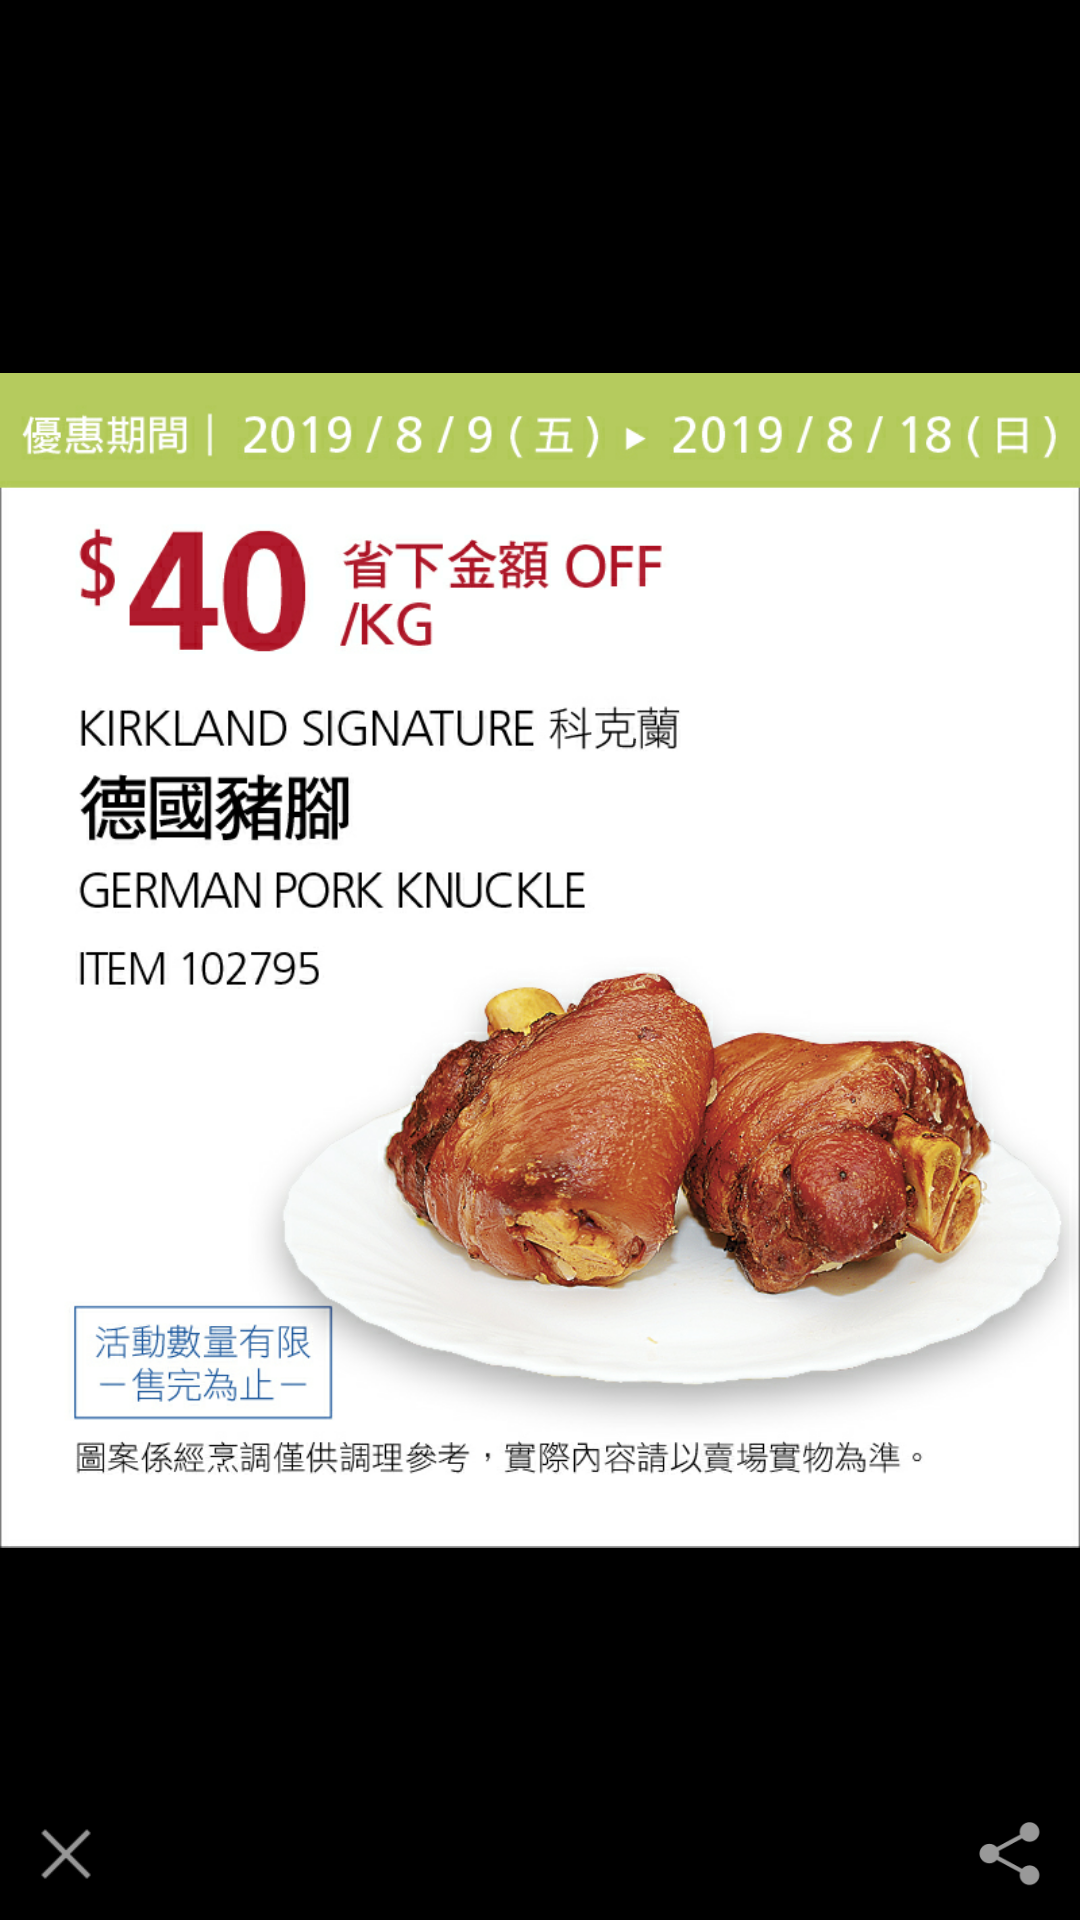 優惠期間｜ 2019 / 8 / 9 ( 五 ) ▸ 2019 / 8 / 18 ( 日 )
$40 省下金額 OFF
/KG
KIRKLAND SIGNATURE 科克蘭
德國豬腳
GERMAN PORK KNUCKLE
ITEM 102795
活動數量有限
－售完為止－
圖案係經烹調僅供調理參考，實際內容請以賣場實物為準。